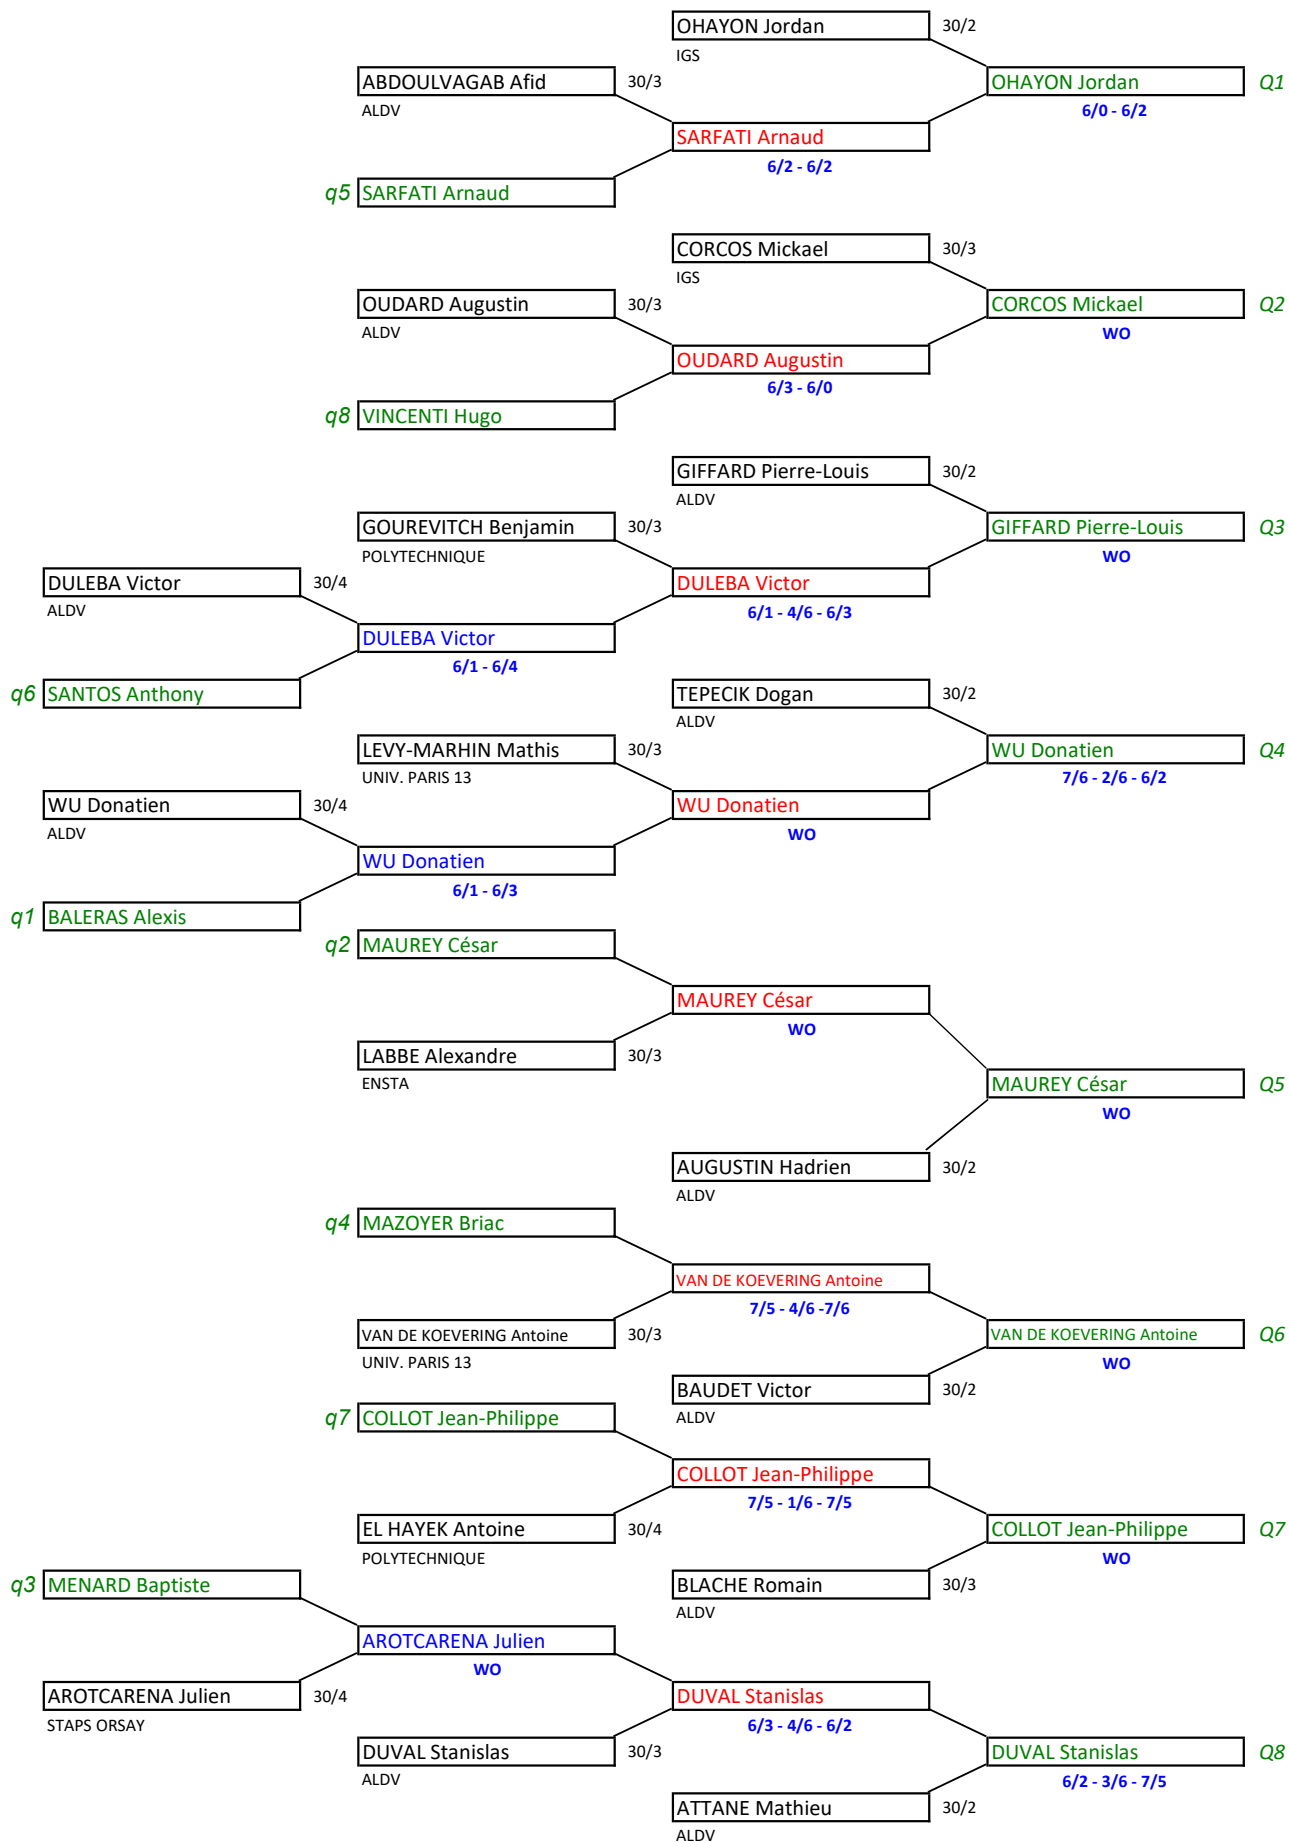 OHAYON Jordan 30/2
IGS
ABDOULVAGAB Afid 30/3 OHAYON Jordan Q1
ALDV 6/0 - 6/2
SARFATI Arnaud
6/2 - 6/2
q5 SARFATI Arnaud
CORCOS Mickael 30/3
IGS
OUDARD Augustin 30/3 CORCOS Mickael Q2
ALDV WO
OUDARD Augustin
6/3 - 6/0
q8 VINCENTI Hugo
GIFFARD Pierre-Louis 30/2
ALDV
GOUREVITCH Benjamin 30/3 GIFFARD Pierre-Louis Q3
POLYTECHNIQUE WO
DULEBA Victor 30/4 DULEBA Victor
ALDV 6/1 - 4/6 - 6/3
DULEBA Victor
6/1 - 6/4
q6 SANTOS Anthony TEPECIK Dogan 30/2
ALDV
LEVY-MARHIN Mathis 30/3 WU Donatien Q4
UNIV. PARIS 13 7/6 - 2/6 - 6/2
WU Donatien 30/4 WU Donatien
ALDV WO
WU Donatien
6/1 - 6/3
q1 BALERAS Alexis
q2 MAUREY César
MAUREY César
WO
LABBE Alexandre 30/3
ENSTA
MAUREY César Q5
WO
AUGUSTIN Hadrien 30/2
ALDV
q4 MAZOYER Briac
VAN DE KOEVERING Antoine
7/5 - 4/6 -7/6
VAN DE KOEVERING Antoine 30/3 VAN DE KOEVERING Antoine Q6
UNIV. PARIS 13 WO
BAUDET Victor 30/2
ALDV
q7 COLLOT Jean-Philippe
COLLOT Jean-Philippe
7/5 - 1/6 - 7/5
EL HAYEK Antoine 30/4 COLLOT Jean-Philippe Q7
POLYTECHNIQUE WO
q3 MENARD Baptiste BLACHE Romain 30/3
ALDV
AROTCARENA Julien
WO
AROTCARENA Julien 30/4 DUVAL Stanislas
STAPS ORSAY 6/3 - 4/6 - 6/2
DUVAL Stanislas 30/3 DUVAL Stanislas Q8
ALDV 6/2 - 3/6 - 7/5
ATTANE Mathieu 30/2
ALDV